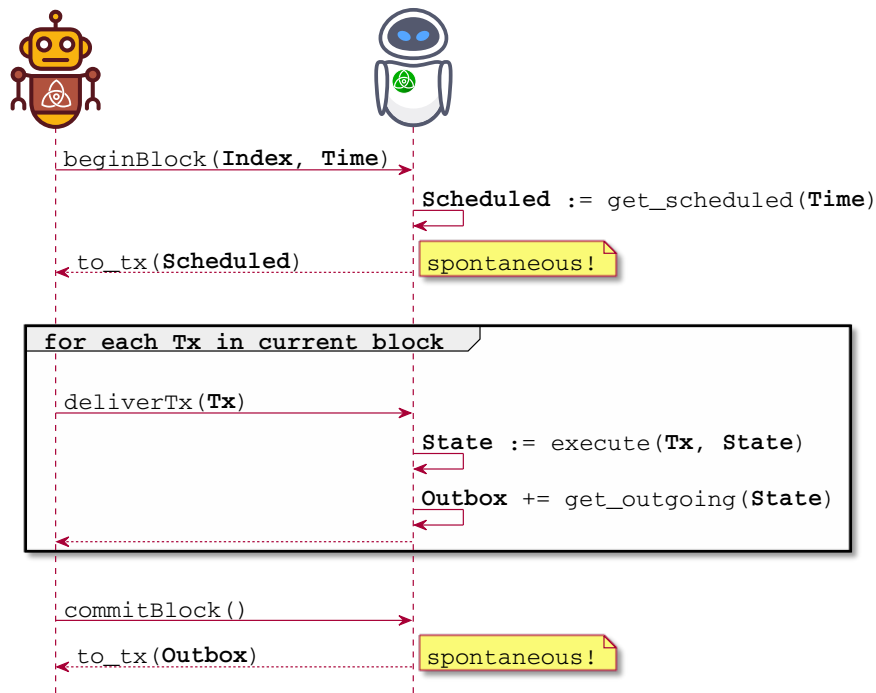 beginBlock(Index, Time)
Scheduled := get_scheduled(Time)
to_tx(Scheduled)
spontaneous!
for each Tx in current block
deliverTx(Tx)
State := execute(Tx, State)
Outbox += get_outgoing(State)
commitBlock()
to_tx(Outbox)
spontaneous!